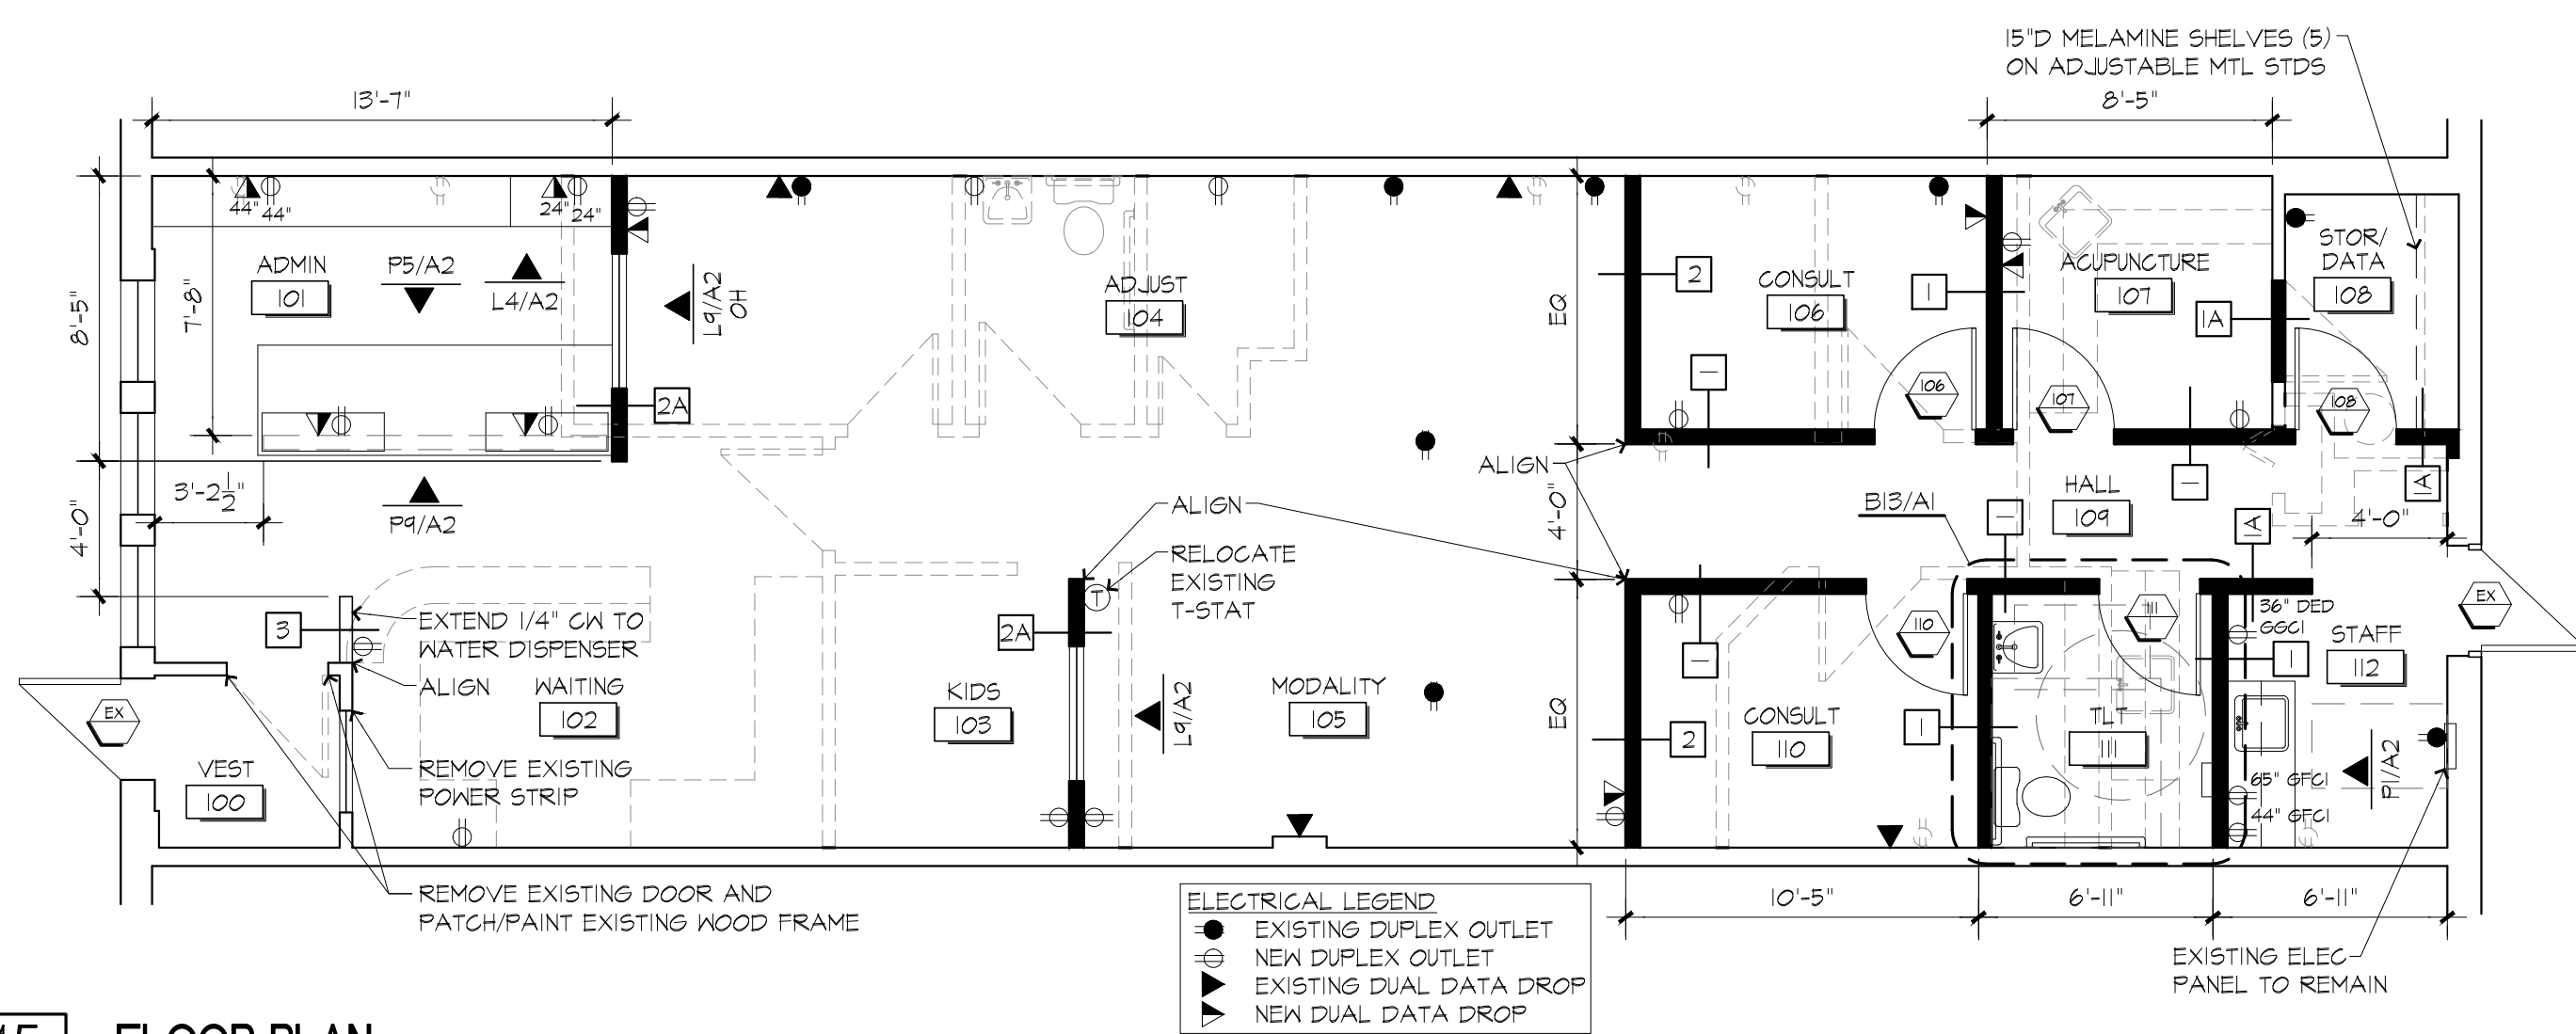 15"D MELAMINE SHELVES (5)
ON ADJUSTABLE MTL STDS
13'-7"
8'-5"
44"
44"
24"
24"
ADMIN
101
P5/A2
L4/A2
L9/A2
OH
ADJUST
104
EQ
2
CONSULT
106
1
ACUPUNCTURE
107
1A
STOR/
DATA
108
8'-5"
7'-8"
2A
1
106
107
108
ALIGN
3'-2 1/2"
P9/A2
4'-0"
ALIGN
4'-0"
B13/A1
1
HALL
109
1
1A
1A
4'-0"
RELOCATE
EXISTING
T-STAT
T
3
EXTEND 1/4" CW TO
WATER DISPENSER
2A
1
110
111
36" DED
GGCI
STAFF
112
EX
1
ALIGN
WAITING
102
KIDS
103
L9/A2
MODALITY
105
EQ
2
CONSULT
110
1
TLT
111
EX
VEST
100
REMOVE EXISTING
POWER STRIP
65" GFCI
44" GFCI
P1/A2
REMOVE EXISTING DOOR AND
PATCH/PAINT EXISTING WOOD FRAME
10'-5"
6'-11"
6'-11"
ELECTRICAL LEGEND
EXISTING DUPLEX OUTLET
NEW DUPLEX OUTLET
EXISTING DUAL DATA DROP
NEW DUAL DATA DROP
EXISTING ELEC
PANEL TO REMAIN
FLOOR PLAN